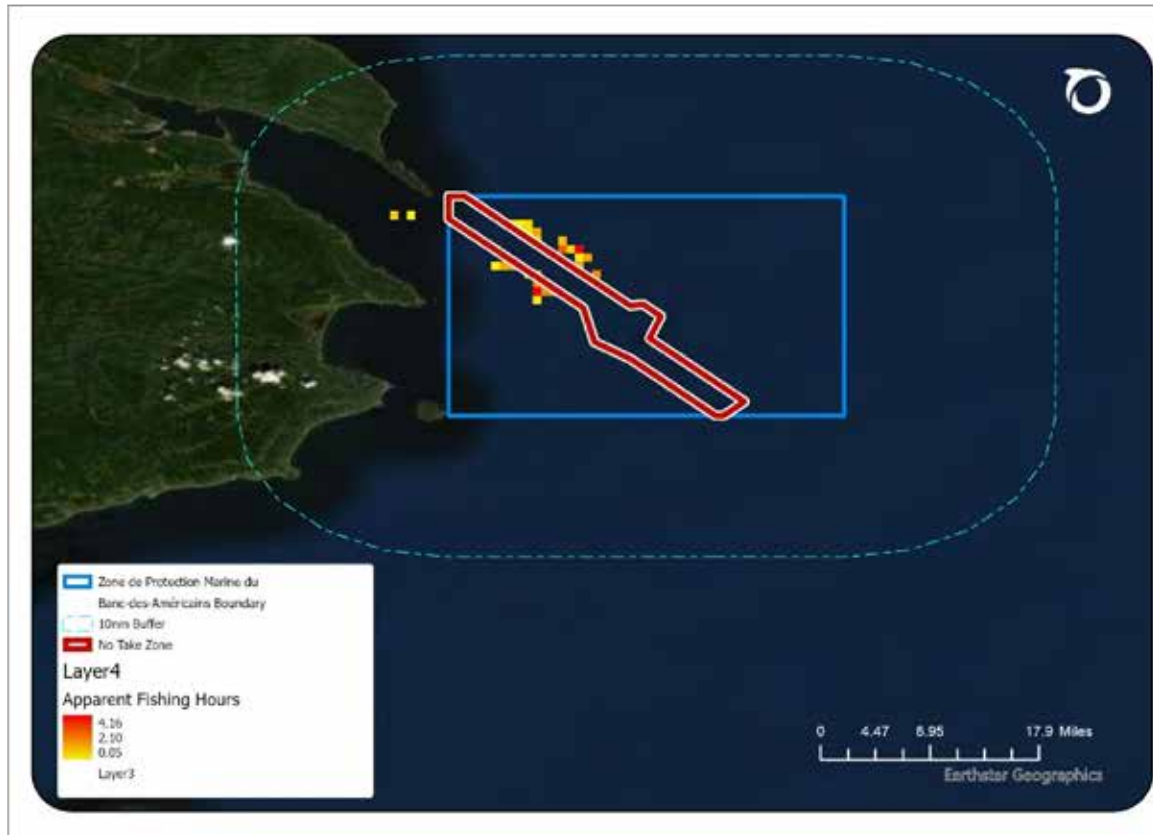 Zone de Protection Marine du
Banc-des-Américains Boundary
10nm Buffer
No Take Zone
Layer4
Apparent Fishing Hours
4.16
2.10
0.05
Layer3
0 4.47 8.95 17.9 Miles
Earthstar Geographics